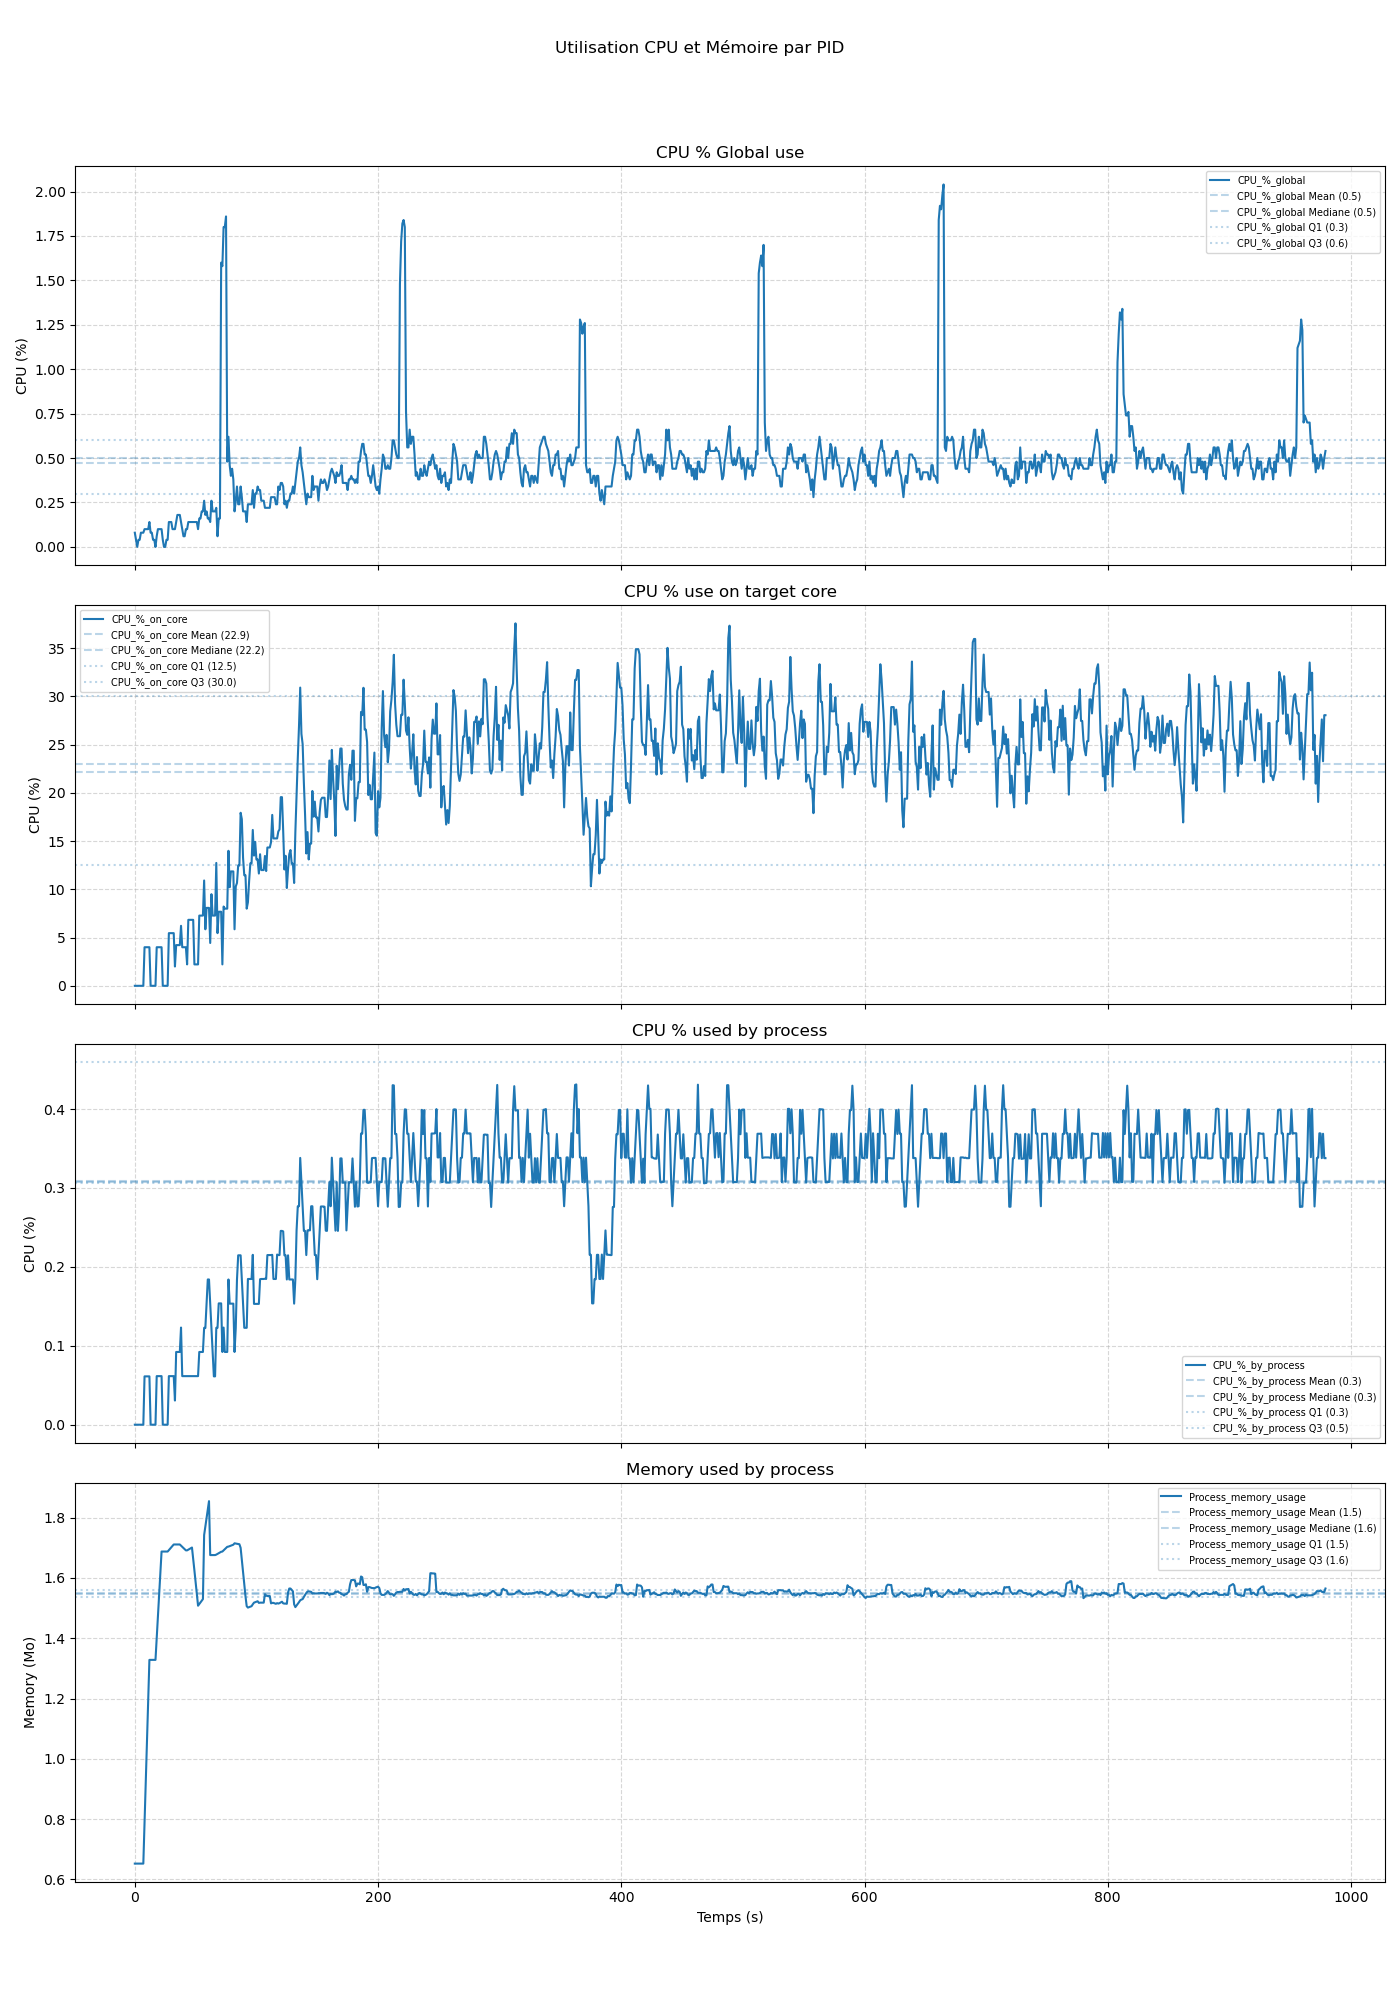 Utilisation CPU et Mémoire par PID
CPU % Global use
2.00
1.75
1.50
1.25
1.00
0.75
0.50
0.25
0.00
CPU (%)
CPU_%_global
CPU_%_global Mean (0.5)
CPU_%_global Mediane (0.5)
CPU_%_global Q1 (0.3)
CPU_%_global Q3 (0.6)
CPU % use on target core
35
30
25
20
15
10
5
0
CPU (%)
CPU_%_on_core
CPU_%_on_core Mean (22.9)
CPU_%_on_core Mediane (22.2)
CPU_%_on_core Q1 (12.5)
CPU_%_on_core Q3 (30.0)
CPU % used by process
0.4
0.3
0.2
0.1
0.0
CPU (%)
CPU_%_by_process
CPU_%_by_process Mean (0.3)
CPU_%_by_process Mediane (0.3)
CPU_%_by_process Q1 (0.3)
CPU_%_by_process Q3 (0.5)
Memory used by process
1.8
1.6
1.4
1.2
1.0
0.8
0.6
Memory (Mo)
Process_memory_usage
Process_memory_usage Mean (1.5)
Process_memory_usage Mediane (1.6)
Process_memory_usage Q1 (1.5)
Process_memory_usage Q3 (1.6)
0 200 400 600 800 1000
Temps (s)